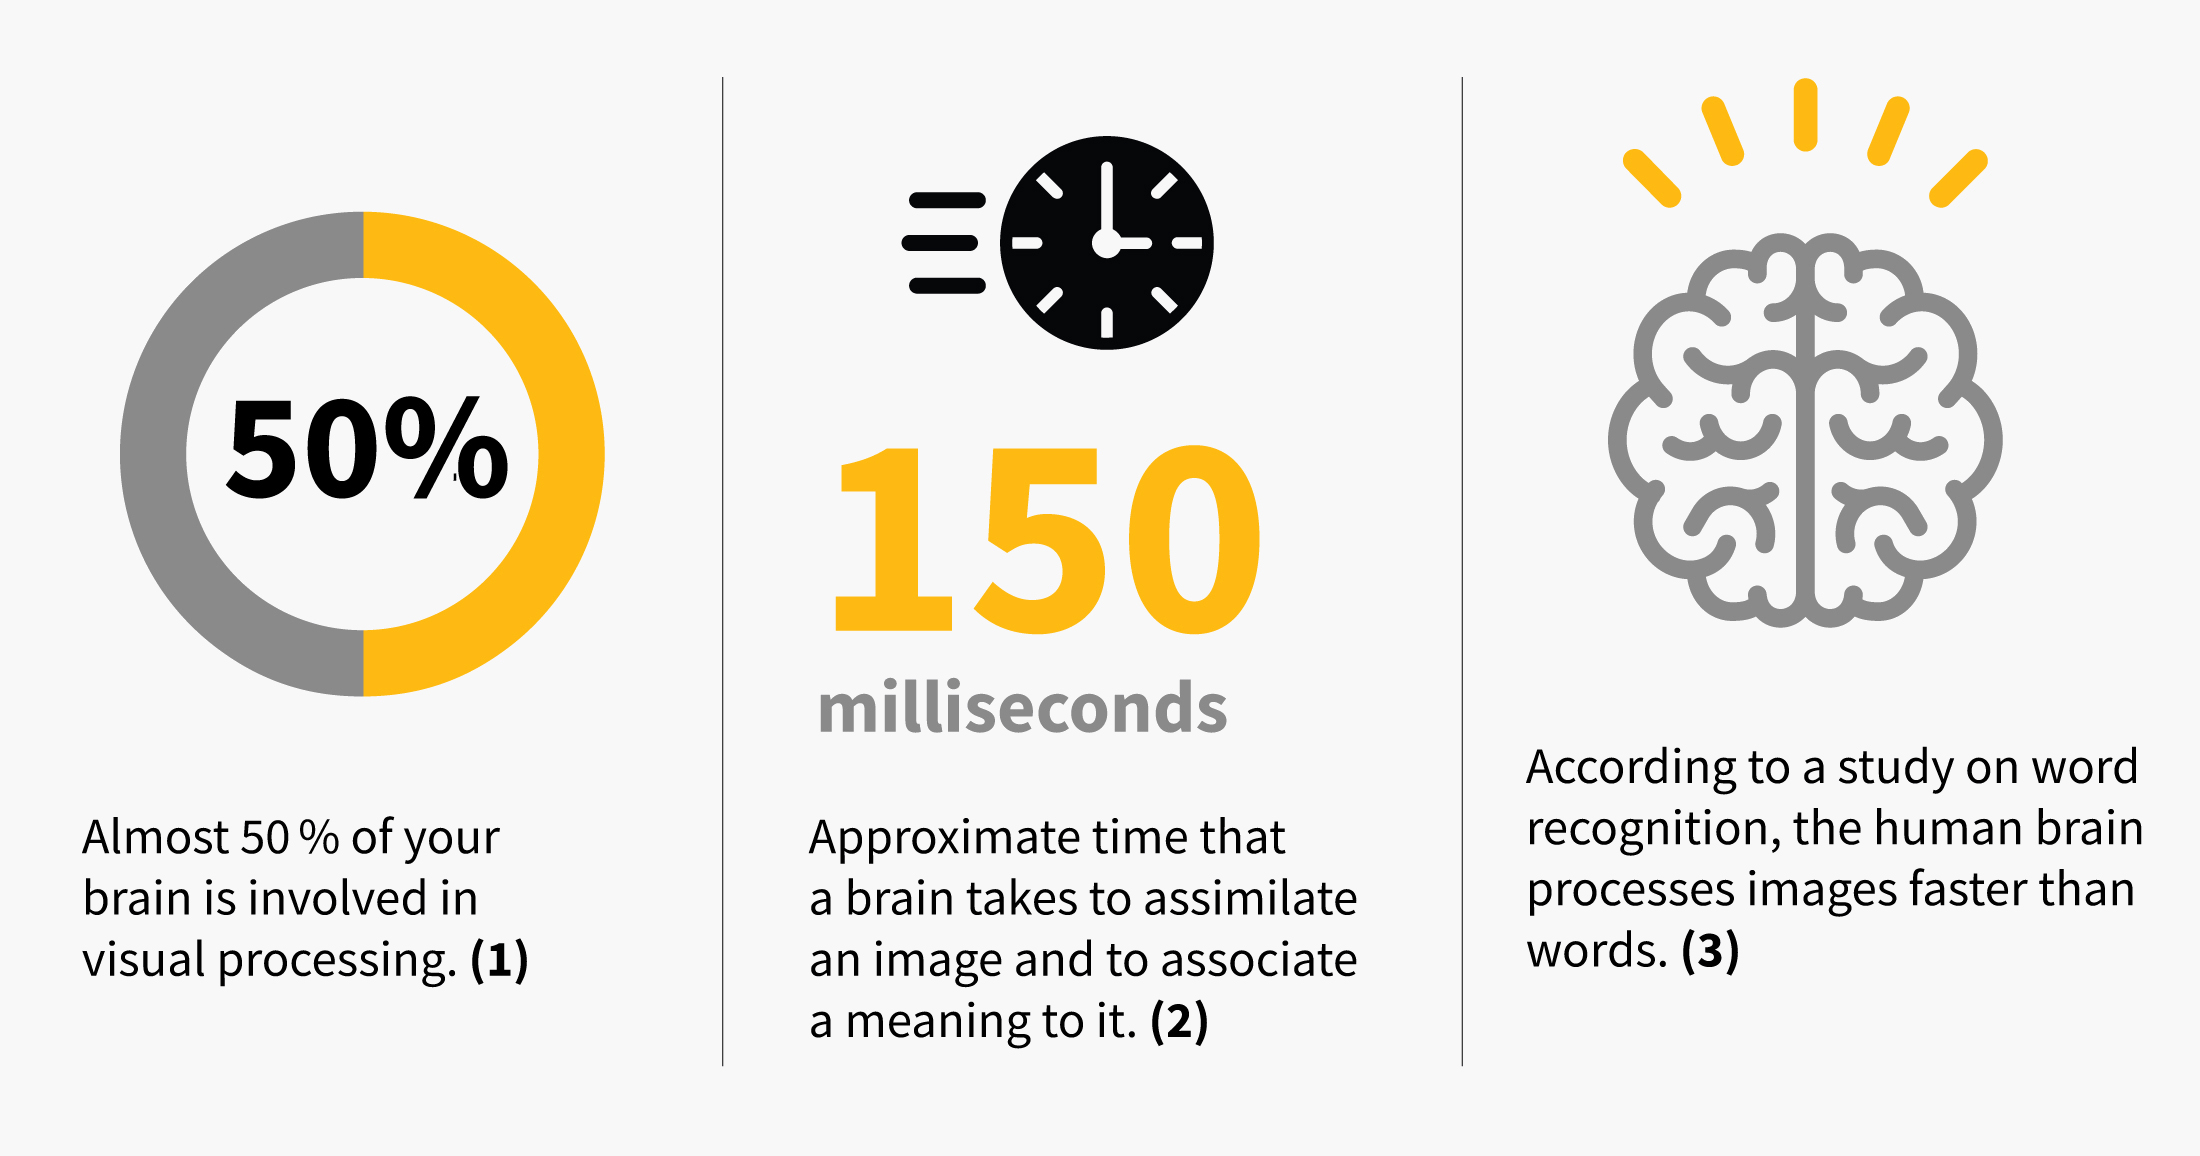 50%
Almost 50 % of your
brain is involved in
visual processing. (1)
150
milliseconds
Approximate time that
a brain takes to assimilate
an image and to associate
a meaning to it. (2)
According to a study on word
recognition, the human brain
processes images faster than
words. (3)